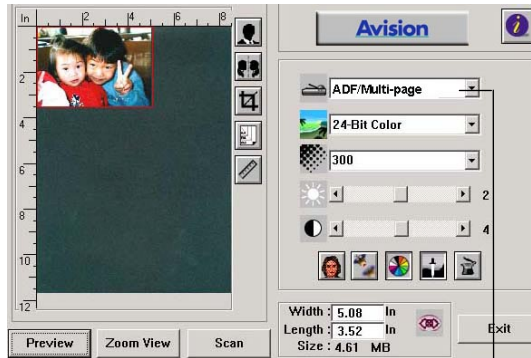 In 2 4 6 8
2
4
6
8
10
12
Avision
i
ADF/Multi-page
24-Bit Color
300
2
4
Width : 5.08 In
Length : 3.52 In
Size : 4.61 MB
Preview
Zoom View
Scan
Exit